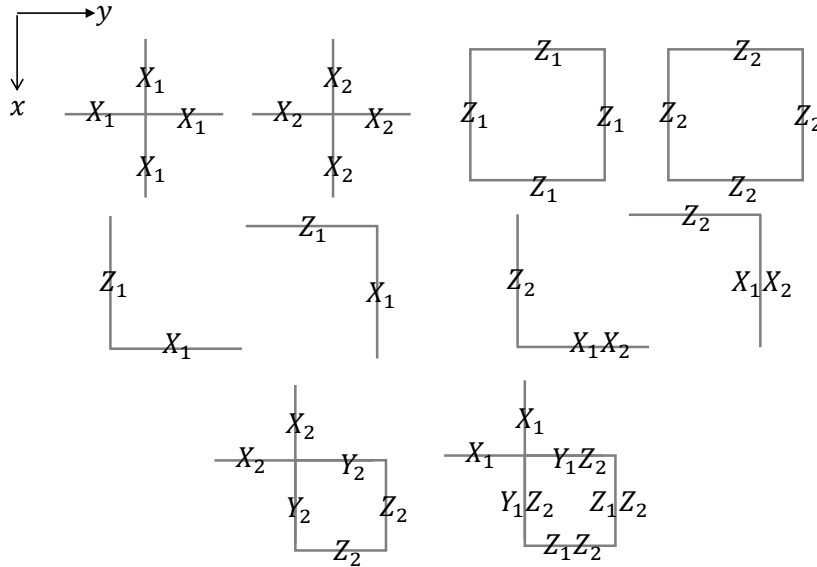 y
x
X₁ X₂ Z₁ Z₂
X₁ X₁ X₂ X₂ Z₁ Z₁ Z₂ Z₂
X₁ X₂ Z₁ Z₂
Z₁ Z₂
Z₁ X₁ Z₂ X₁X₂
X₁ X₁X₂
X₂ X₁
X₂ Y₂ X₁ Y₁Z₂
Y₂ Z₂ Y₁Z₂ Z₁Z₂
Z₂ Z₁Z₂